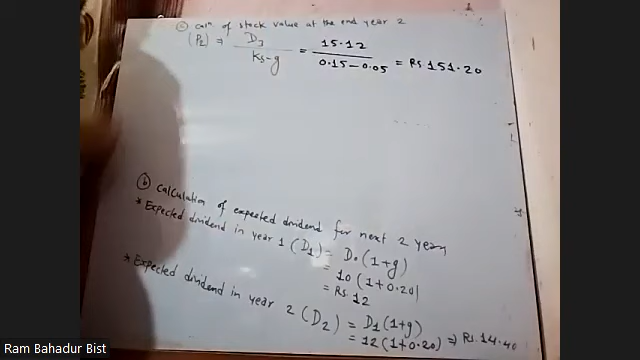 (c) calⁿ of stock value at the end year 2
(P₂) = D₃ / Ks-g = 15.12 / 0.15-0.05 = Rs.151.20
(b) Calculation of expected dividend for next 2 years
* Expected dividend in year 1 (D₁) = D₀(1+g)
= 10(1+0.20)
= Rs.12
* Expected dividend in year 2 (D₂) = D₁(1+g)
= 12(1+0.20) ⇒ Rs.14.40
Ram Bahadur Bist